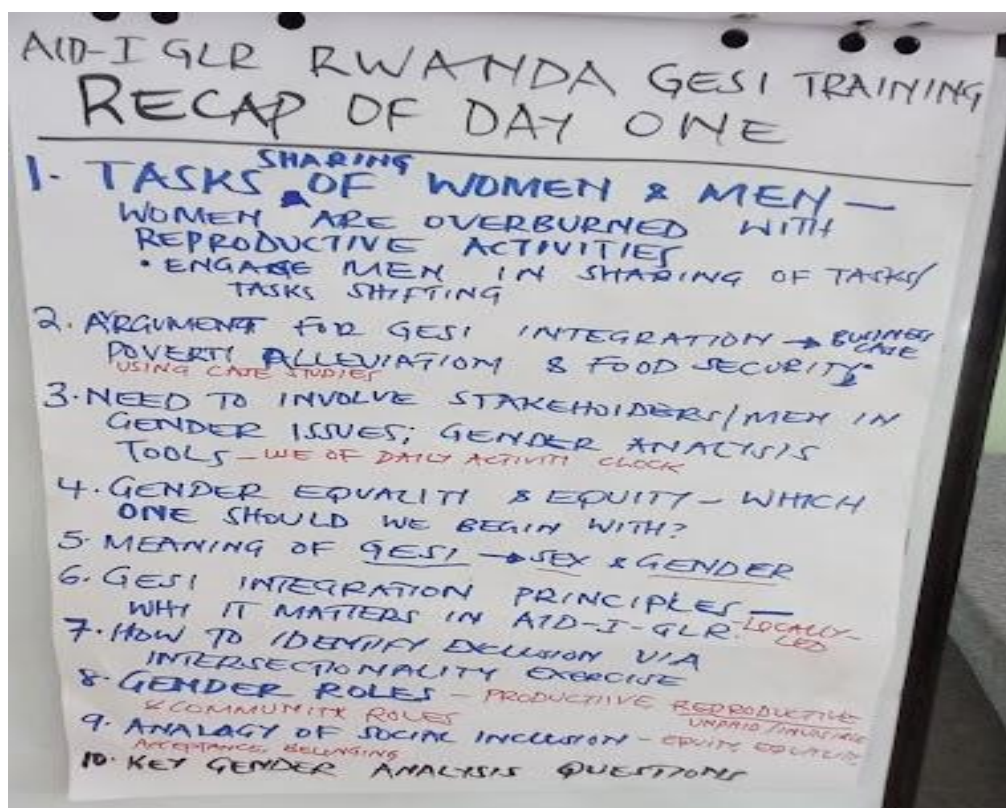 AID-I GLR RWANDA GESI TRAINING
RECAP OF DAY ONE
1. TASKS SHARING OF WOMEN & MEN —
WOMEN ARE OVERBURNED WITH
REPRODUCTIVE ACTIVITIES
• ENGAGE MEN IN SHARING OF TASKS/
TASKS SHIFTING
2. ARGUMENT FOR GESI INTEGRATION → BUSINESS CASE
POVERTY ALLEVIATION & FOOD SECURITY
USING CASE STUDIES
3. NEED TO INVOLVE STAKEHOLDERS/MEN IN
GENDER ISSUES; GENDER ANALYSIS
TOOLS – USE OF DAILY ACTIVITY CLOCK
4. GENDER EQUALITY & EQUITY – WHICH
ONE SHOULD WE BEGIN WITH?
5. MEANING OF GESI → SEX & GENDER
6. GESI INTEGRATION PRINCIPLES —
WHY IT MATTERS IN AID-I-GLR – LOCALLY-LED
7. HOW TO IDENTIFY EXCLUSION VIA
INTERSECTIONALITY EXERCISE
8. GENDER ROLES – PRODUCTIVE REPRODUCTIVE
& COMMUNITY ROLES UNPAID/INVISIBLE
9. ANALAGY OF SOCIAL INCLUSION – EQUITY EQUALITY
ACCEPTANCE, BELONGING
10. KEY GENDER ANALYSIS QUESTIONS